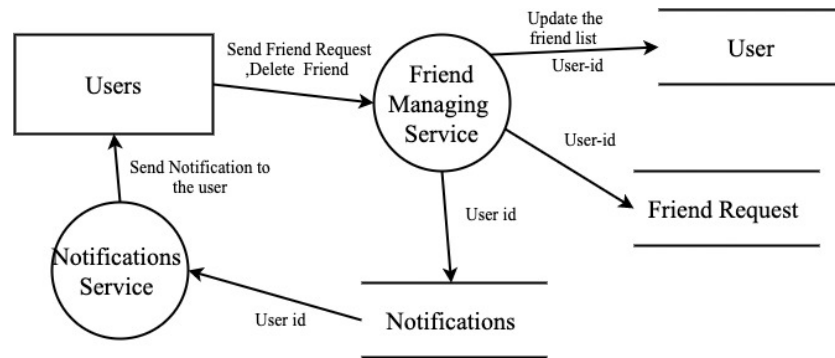 Users
Send Friend Request
,Delete Friend
Friend
Managing
Service
Update the
friend list
User-id
User
User-id
Friend Request
Send Notification to
the user
User id
Notifications
Service
User id
Notifications